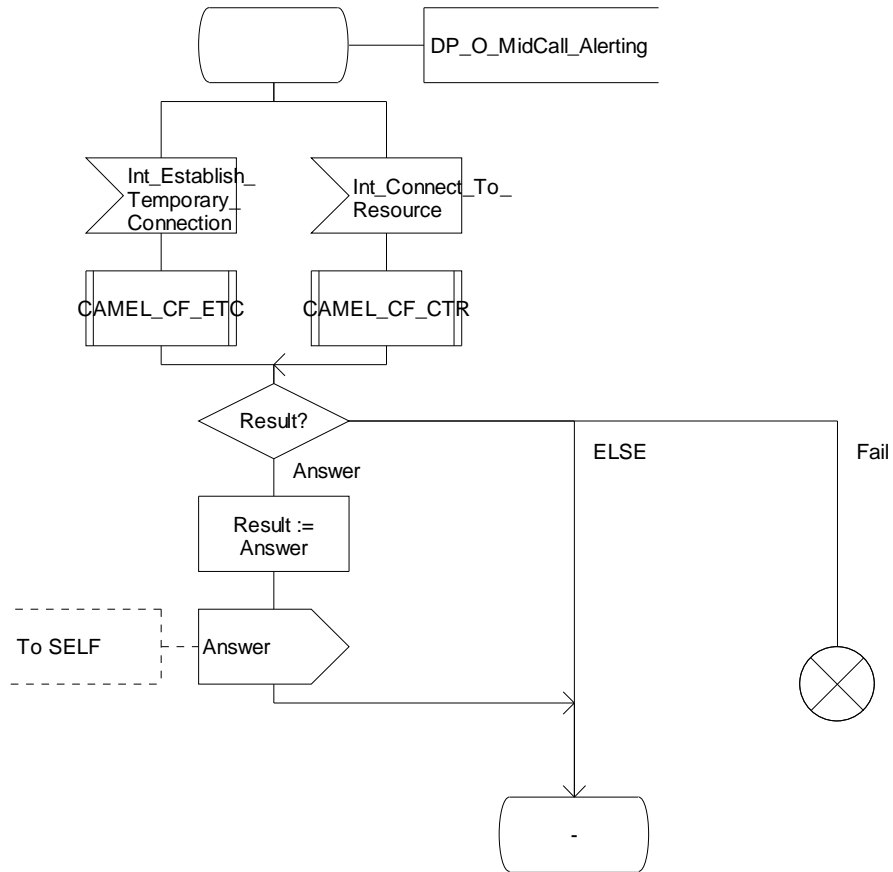 DP_O_MidCall_Alerting
Int_Establish_
Temporary_
Connection
Int_Connect_To_
Resource
CAMEL_CF_ETC
CAMEL_CF_CTR
Result?
ELSE
Fail
Answer
Result :=
Answer
To SELF
Answer
-